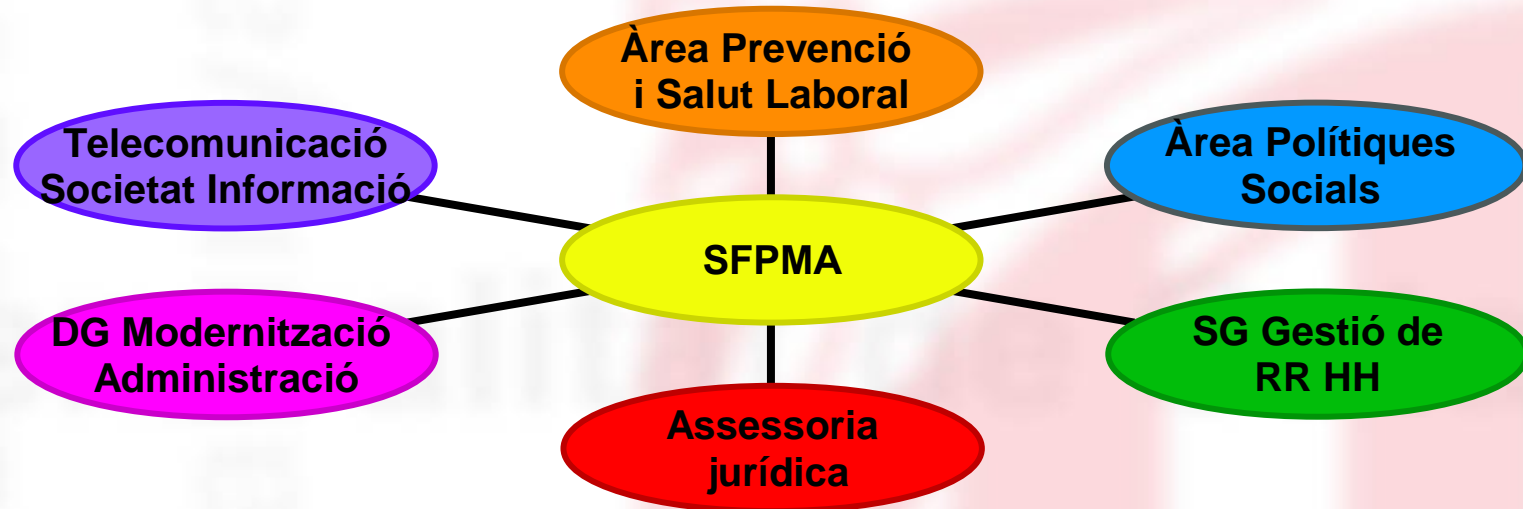 Àrea Prevenció
i Salut Laboral
Telecomunicació
Societat Informació
Àrea Polítiques
Socials
SFPMA
DG Modernització
Administració
SG Gestió de
RR HH
Assessoria
jurídica